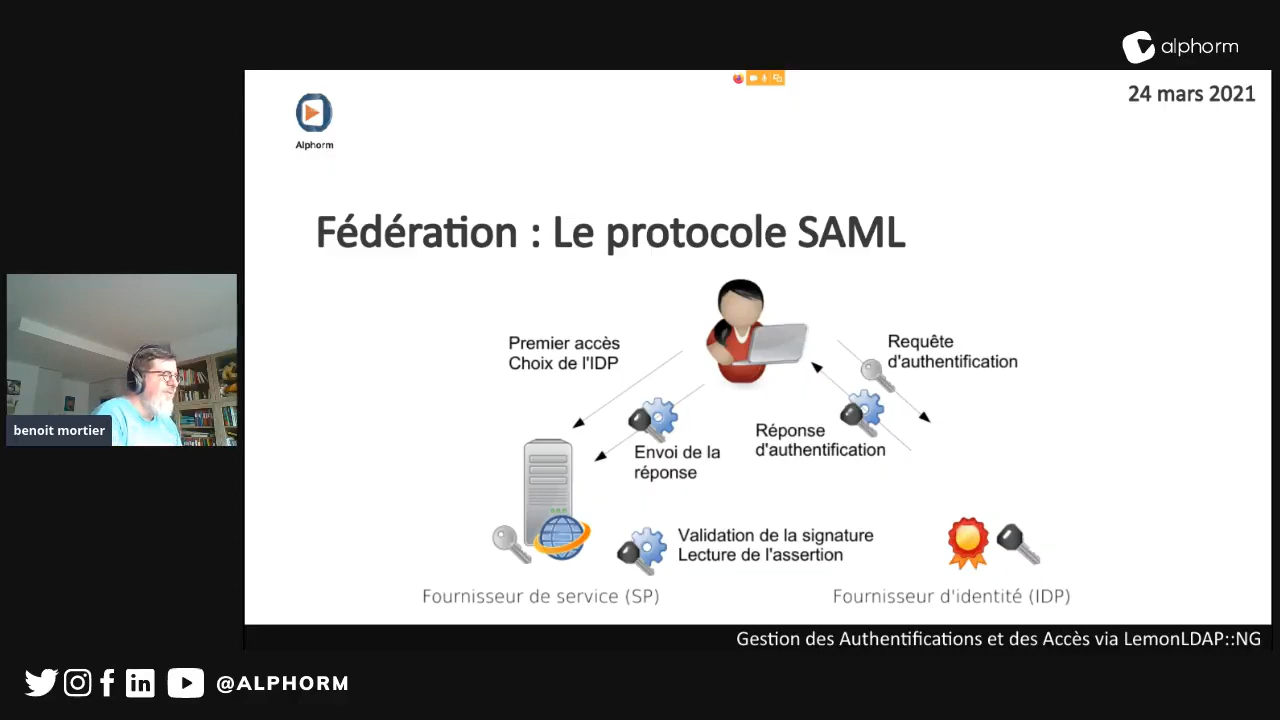 alphorm
24 mars 2021
Alphorm
Fédération : Le protocole SAML
Premier accès
Choix de l'IDP
Requête
d'authentification
Réponse
d'authentification
Envoi de la
réponse
benoit mortier
Validation de la signature
Lecture de l'assertion
Fournisseur de service (SP)
Fournisseur d'identité (IDP)
Gestion des Authentifications et des Accès via LemonLDAP::NG
@ALPHORM